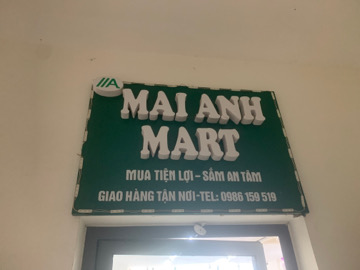 MAI ANH
MART
MUA TIỆN LỢI - SẮM AN TÂM
GIAO HÀNG TẬN NƠI-TEL: 0986 159 519